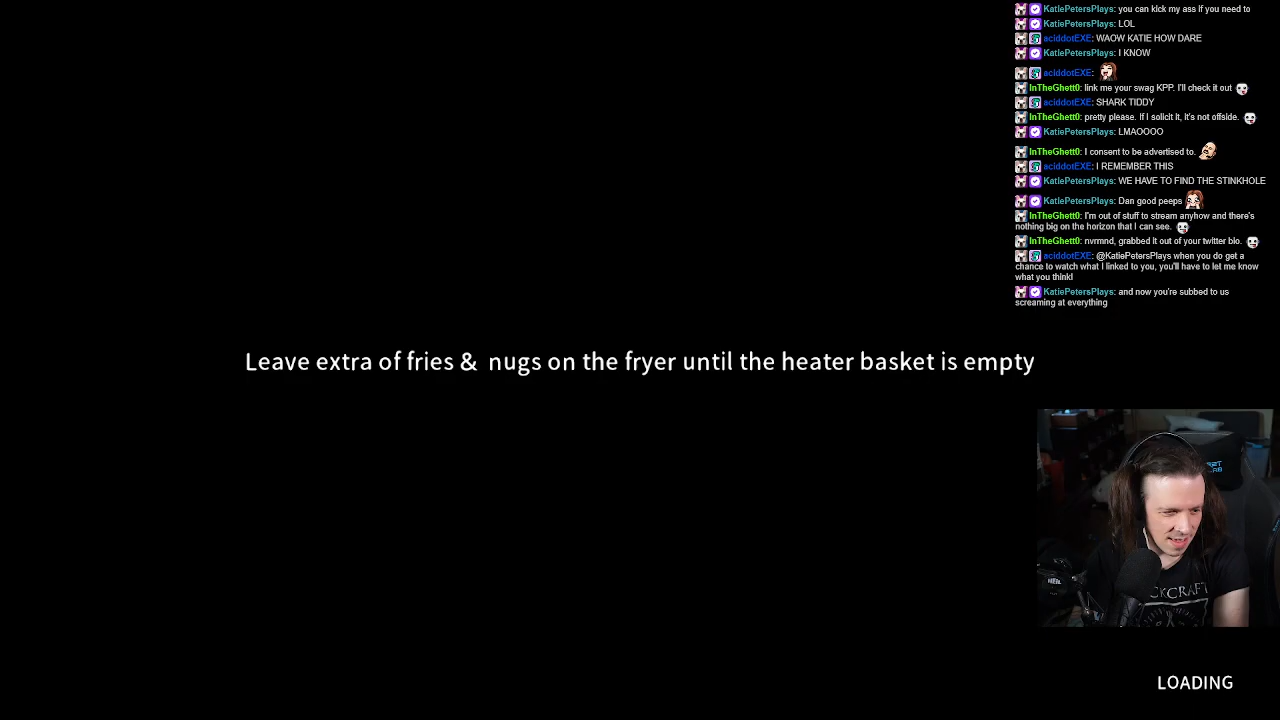 KatiePetersPlays: you can kick my ass if you need to
KatiePetersPlays: LOL
aciddotEXE: WAOW KATIE HOW DARE
KatiePetersPlays: I KNOW
aciddotEXE:
InTheGhett0: link me your swag KPP. I'll check it out
aciddotEXE: SHARK TIDDY
InTheGhett0: pretty please. If I solicit it, it's not offside.
KatiePetersPlays: LMAOOOO
InTheGhett0: I consent to be advertised to.
aciddotEXE: I REMEMBER THIS
KatiePetersPlays: WE HAVE TO FIND THE STINKHOLE
KatiePetersPlays: Dan good peeps
InTheGhett0: I'm out of stuff to stream anyhow and there's
nothing big on the horizon that I can see.
InTheGhett0: nvrmnd, grabbed it out of your twitter bio.
aciddotEXE: @KatiePetersPlays when you do get a
chance to watch what I linked to you, you'll have to let me know
what you think!
KatiePetersPlays: and now you're subbed to us
screaming at everything
Leave extra of fries &  nugs on the fryer until the heater basket is empty
CKCRAFT
LOADING